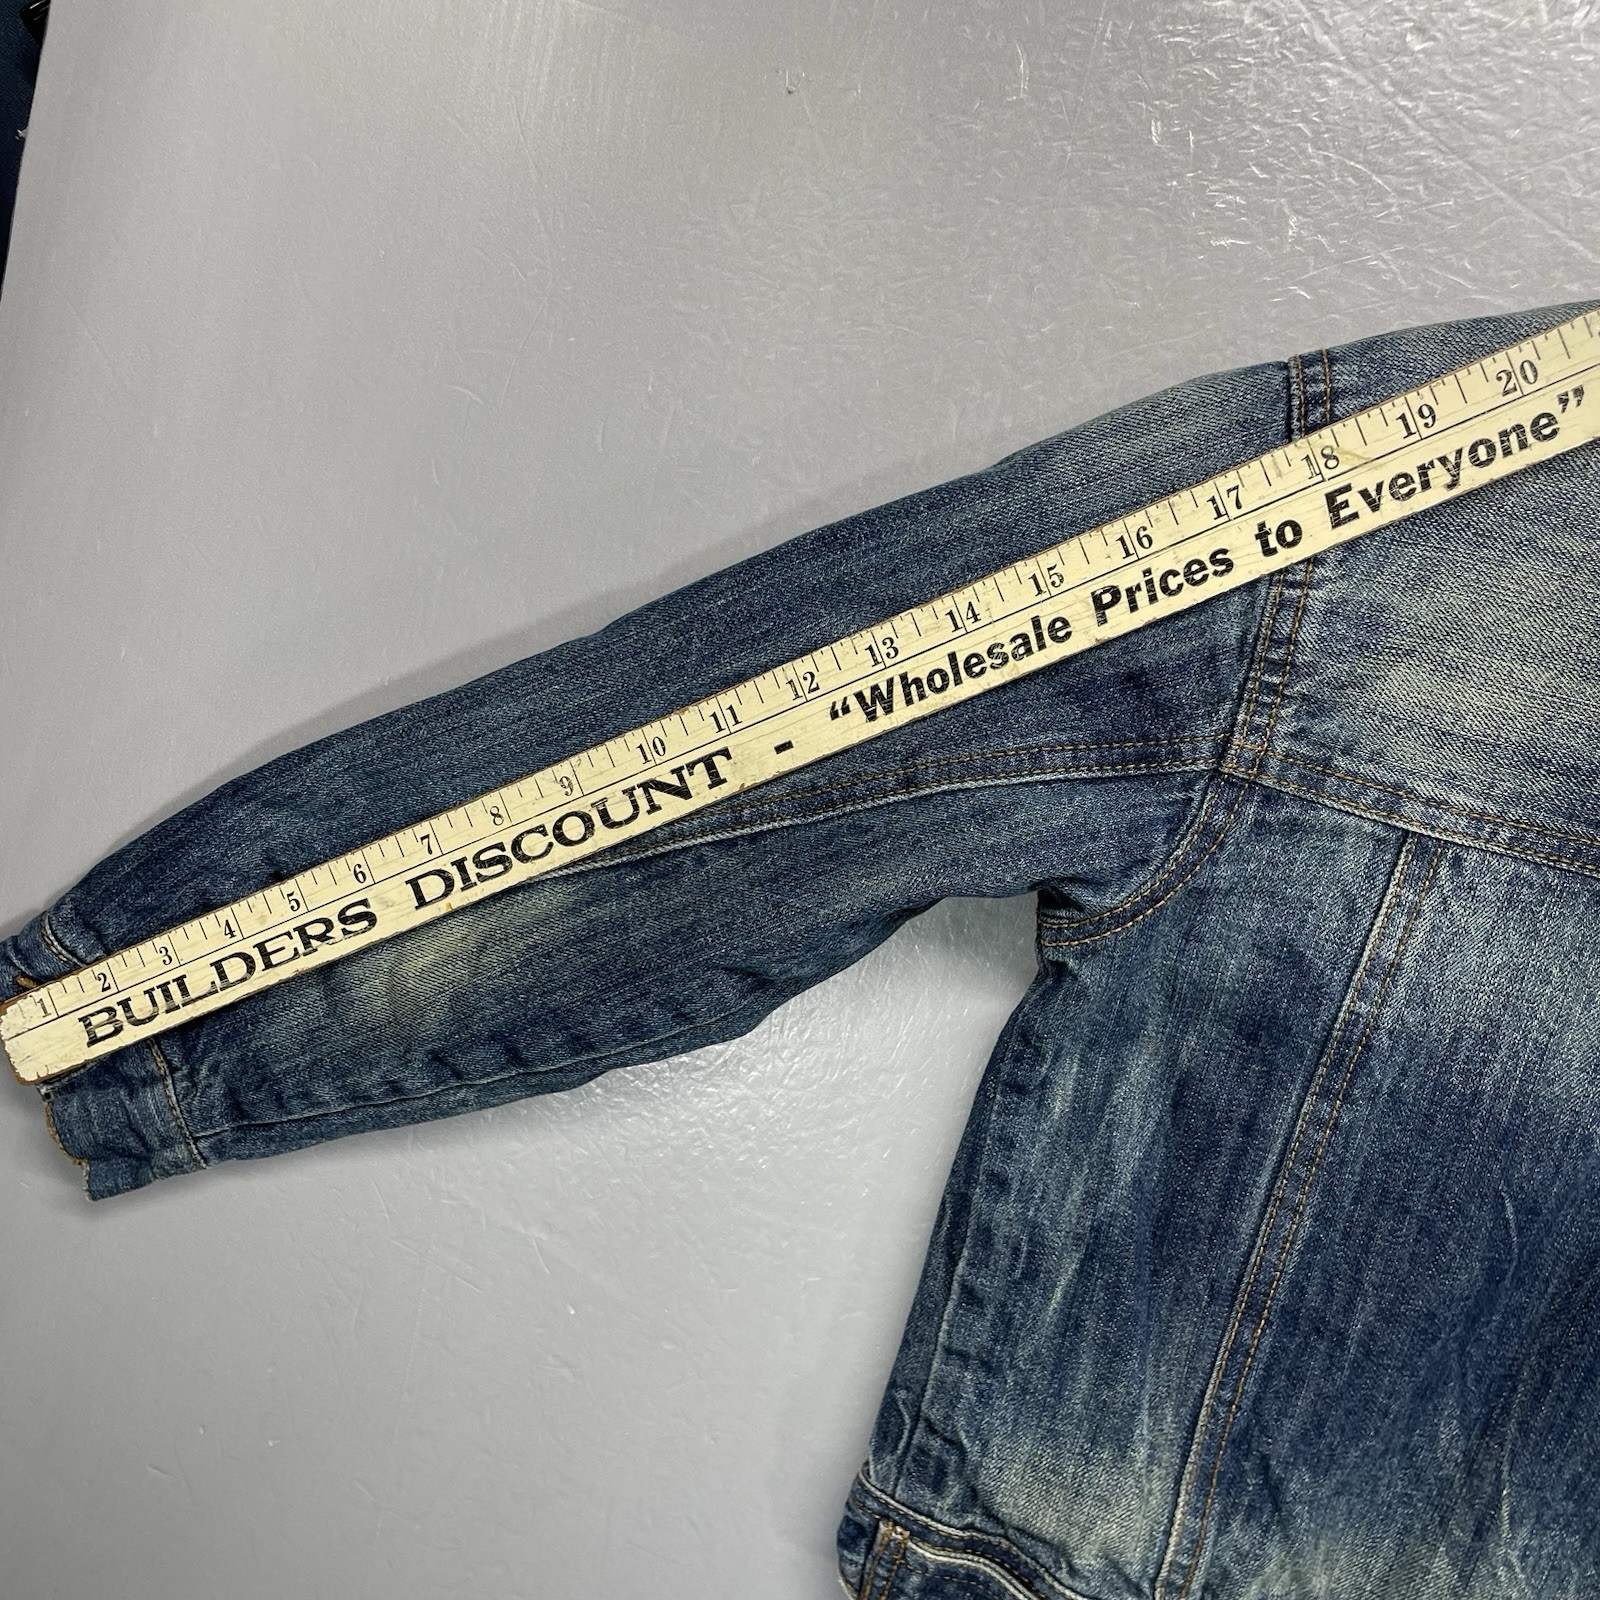 1 2 3 4 5 6 7 8 9 10 11 12 13 14 15 16 17 18 19 20
BUILDERS DISCOUNT - “Wholesale Prices to Everyone”